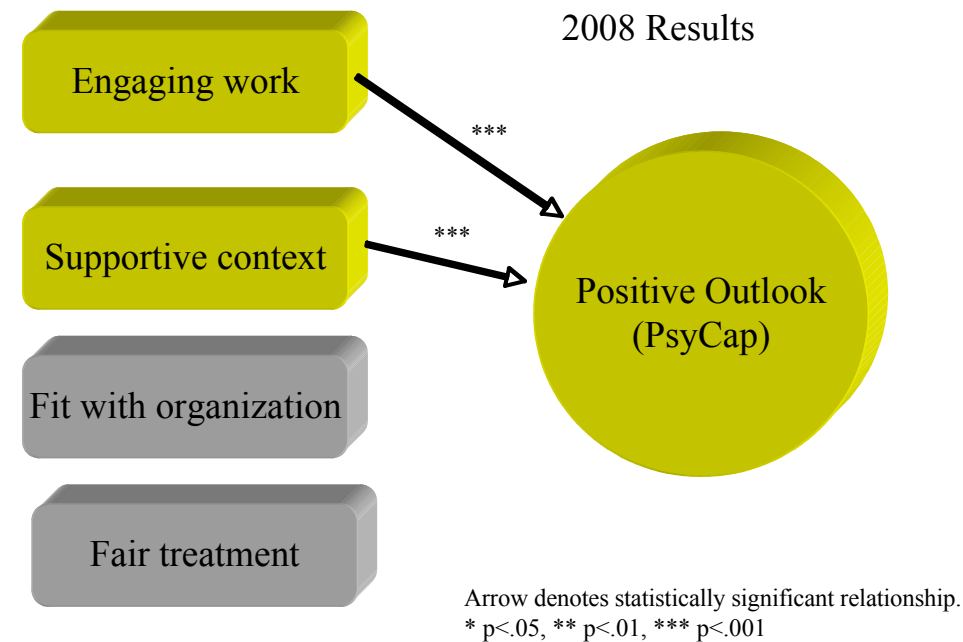 2008 Results
Engaging work
***
Supportive context
***
Positive Outlook
(PsyCap)
Fit with organization
Fair treatment
Arrow denotes statistically significant relationship.
* p<.05, ** p<.01, *** p<.001